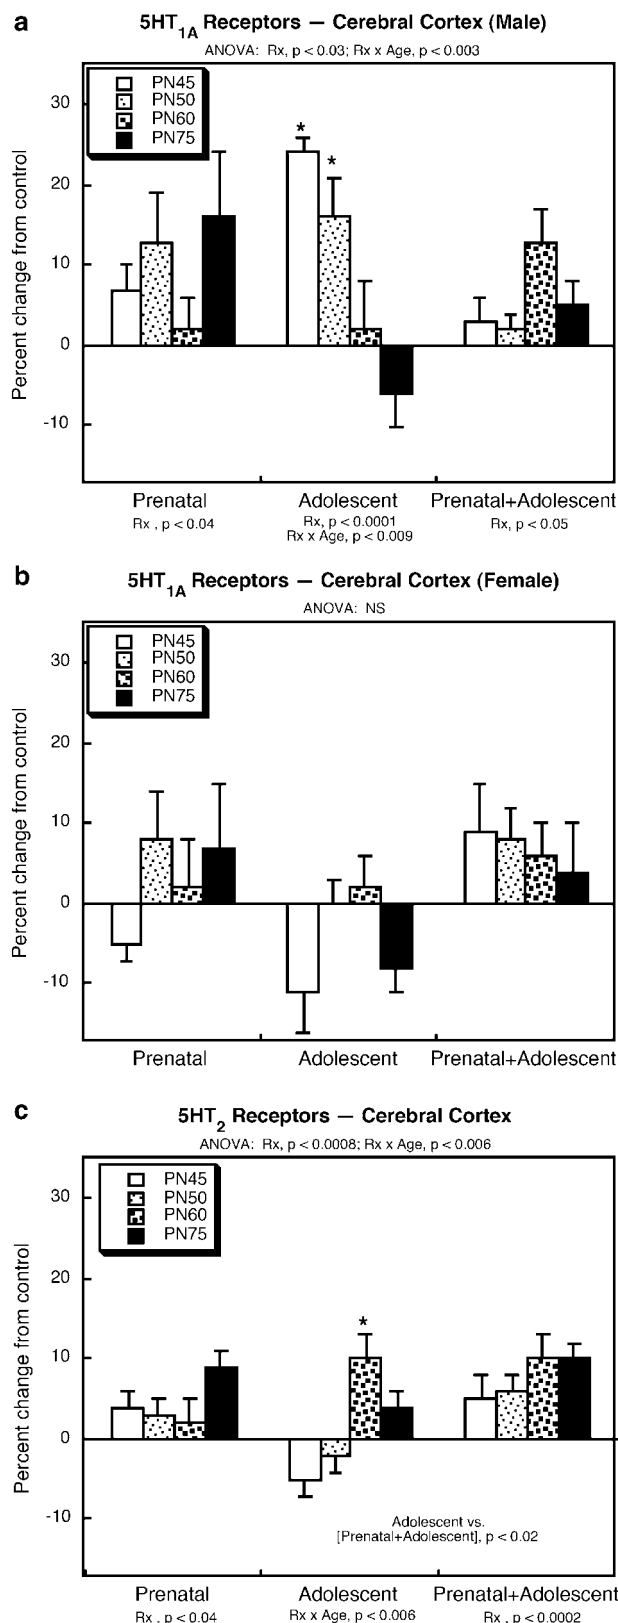 a
5HT1A Receptors — Cerebral Cortex (Male)
ANOVA: Rx, p < 0.03; Rx x Age, p < 0.003
PN45
PN50
PN60
PN75
Percent change from control
30
20
10
0
-10
*
*
Prenatal
Adolescent
Prenatal+Adolescent
Rx , p < 0.04
Rx, p < 0.0001
Rx x Age, p < 0.009
Rx, p < 0.05
b
5HT1A Receptors — Cerebral Cortex (Female)
ANOVA: NS
PN45
PN50
PN60
PN75
Percent change from control
30
20
10
0
-10
Prenatal
Adolescent
Prenatal+Adolescent
c
5HT2 Receptors — Cerebral Cortex
ANOVA: Rx, p < 0.0008; Rx x Age, p < 0.006
PN45
PN50
PN60
PN75
Percent change from control
30
20
10
0
-10
*
Adolescent vs.
[Prenatal+Adolescent], p < 0.02
Prenatal
Adolescent
Prenatal+Adolescent
Rx , p < 0.04
Rx x Age, p < 0.006
Rx , p < 0.0002